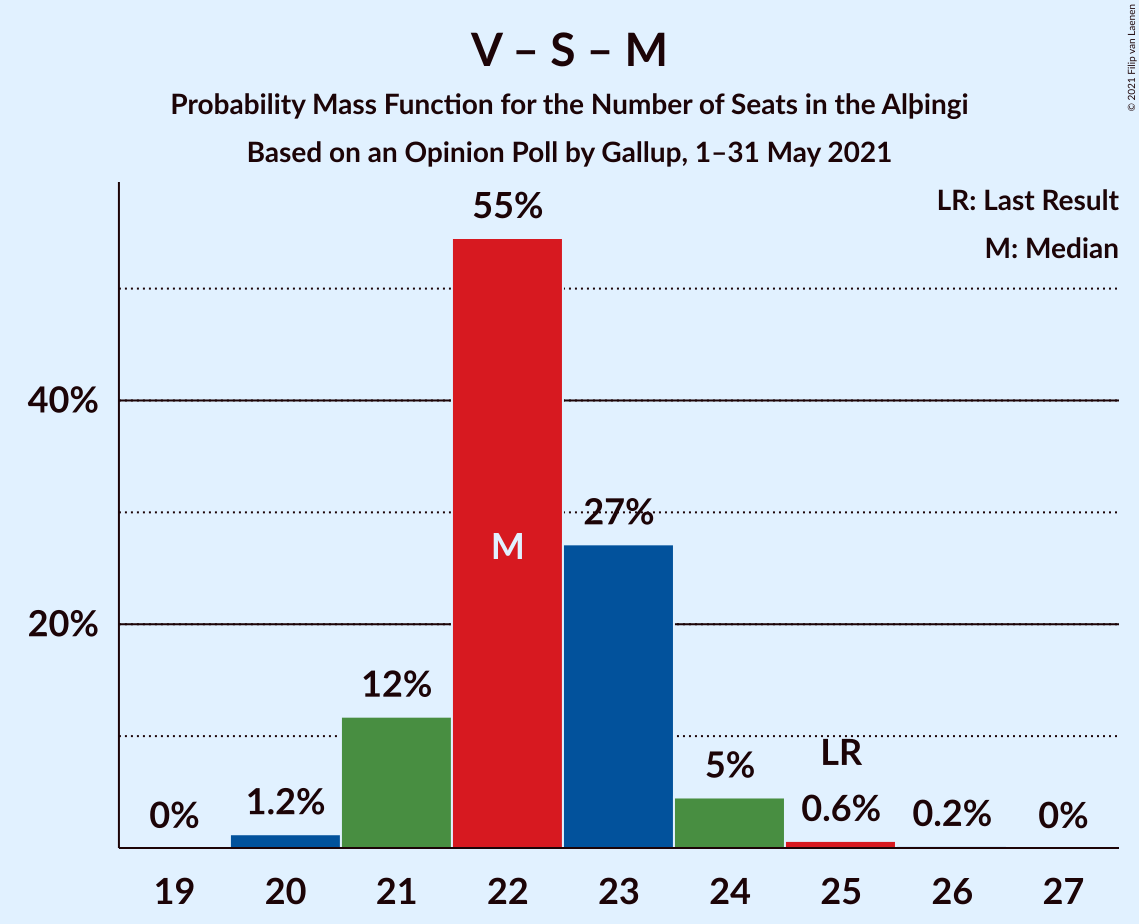 V – S – M
Probability Mass Function for the Number of Seats in the Alþingi
Based on an Opinion Poll by Gallup, 1–31 May 2021
© 2021 Filip van Laenen
LR: Last Result
M: Median
55%
40%
27%
M
20%
12%
LR
5%
1.2%
0.6%
0%
0.2%
0%
19 20 21 22 23 24 25 26 27